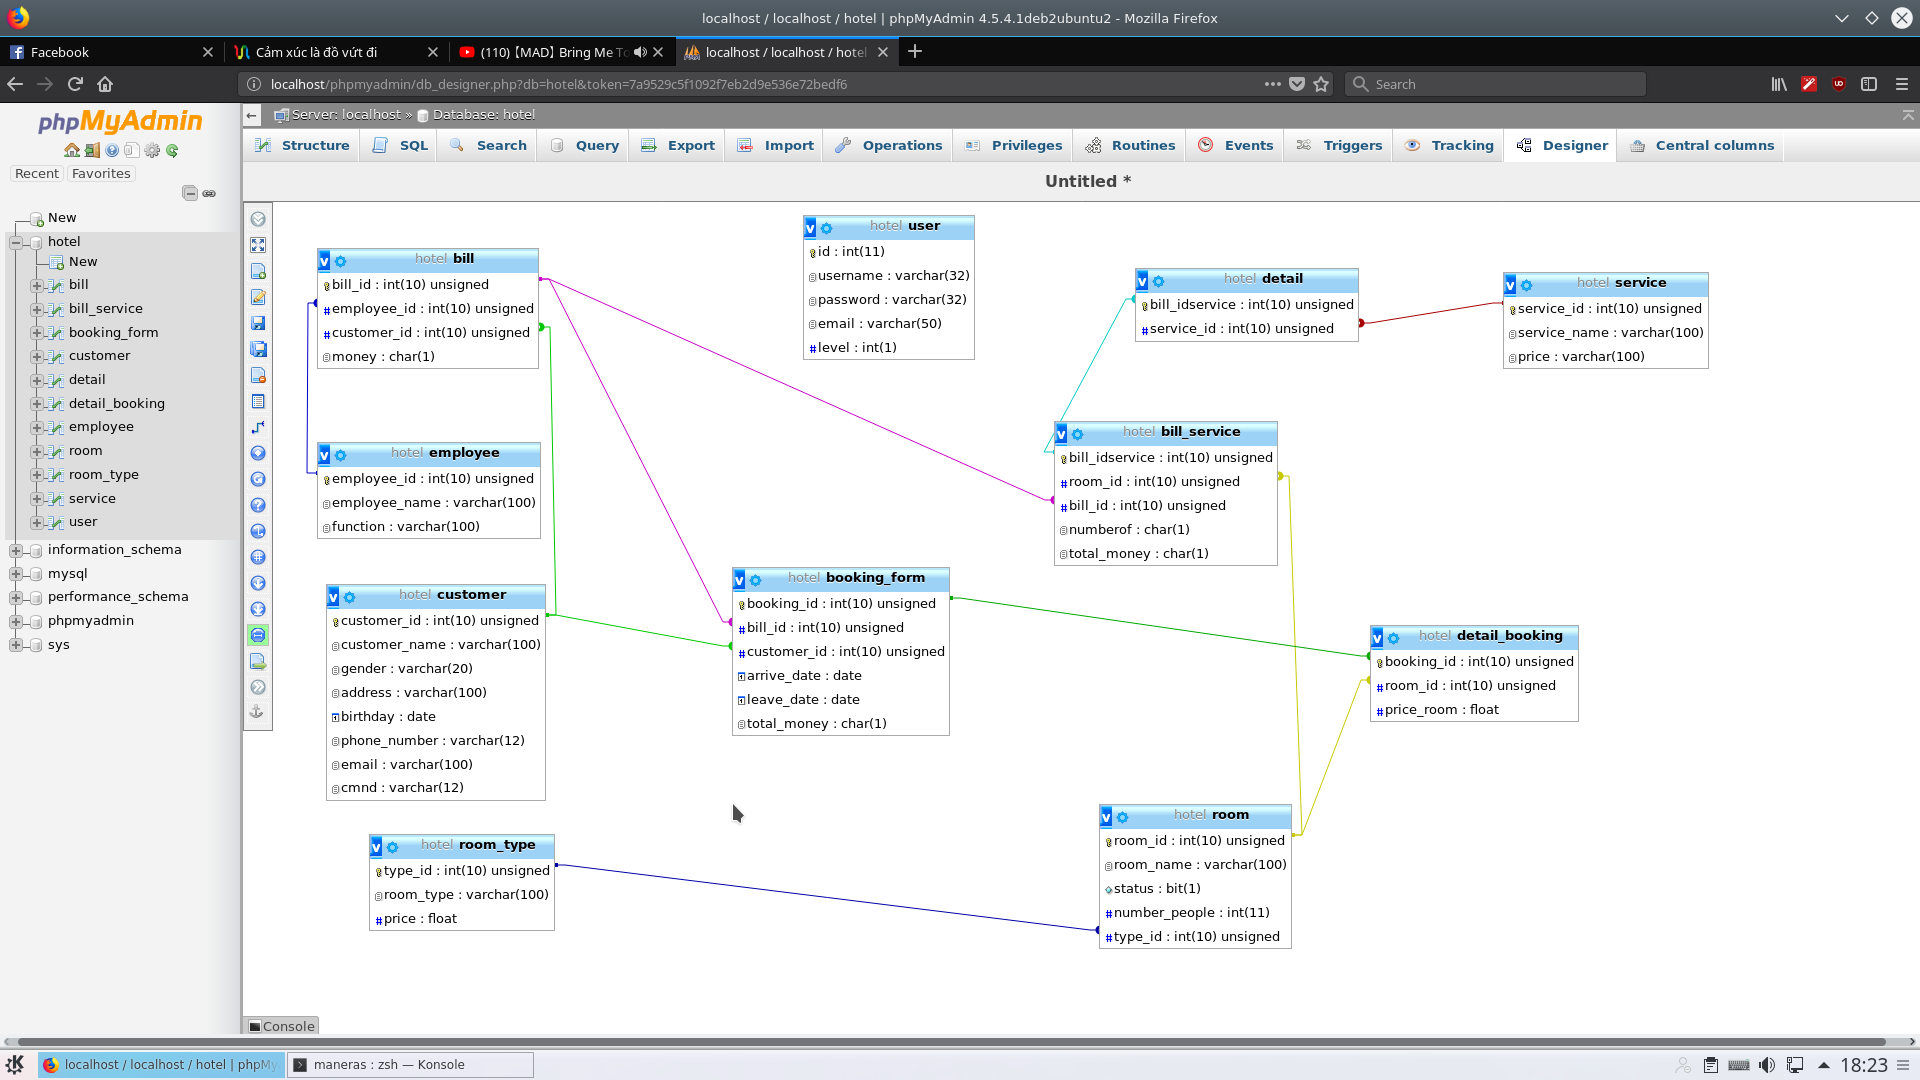 localhost / localhost / hotel | phpMyAdmin 4.5.4.1deb2ubuntu2 - Mozilla Firefox
Facebook
Cảm xúc là đồ vứt đi
(110) 【MAD】 Bring Me To
localhost / localhost / hotel
localhost/phpmyadmin/db_designer.php?db=hotel&token=7a9529c5f1092f7eb2d9e536e72bedf6
Search
phpMyAdmin
Recent
Favorites
New
hotel
New
bill
bill_service
booking_form
customer
detail
detail_booking
employee
room
room_type
service
user
information_schema
mysql
performance_schema
phpmyadmin
sys
Server: localhost » Database: hotel
Structure
SQL
Search
Query
Export
Import
Operations
Privileges
Routines
Events
Triggers
Tracking
Designer
Central columns
Untitled *
hotel bill
bill_id : int(10) unsigned
employee_id : int(10) unsigned
customer_id : int(10) unsigned
money : char(1)
hotel user
id : int(11)
username : varchar(32)
password : varchar(32)
email : varchar(50)
level : int(1)
hotel detail
bill_idservice : int(10) unsigned
service_id : int(10) unsigned
hotel service
service_id : int(10) unsigned
service_name : varchar(100)
price : varchar(100)
hotel employee
employee_id : int(10) unsigned
employee_name : varchar(100)
function : varchar(100)
hotel bill_service
bill_idservice : int(10) unsigned
room_id : int(10) unsigned
bill_id : int(10) unsigned
numberof : char(1)
total_money : char(1)
hotel customer
customer_id : int(10) unsigned
customer_name : varchar(100)
gender : varchar(20)
address : varchar(100)
birthday : date
phone_number : varchar(12)
email : varchar(100)
cmnd : varchar(12)
hotel booking_form
booking_id : int(10) unsigned
bill_id : int(10) unsigned
customer_id : int(10) unsigned
arrive_date : date
leave_date : date
total_money : char(1)
hotel detail_booking
booking_id : int(10) unsigned
room_id : int(10) unsigned
price_room : float
hotel room_type
type_id : int(10) unsigned
room_type : varchar(100)
price : float
hotel room
room_id : int(10) unsigned
room_name : varchar(100)
status : bit(1)
number_people : int(11)
type_id : int(10) unsigned
Console
localhost / localhost / hotel | phpMy
maneras : zsh — Konsole
18:23